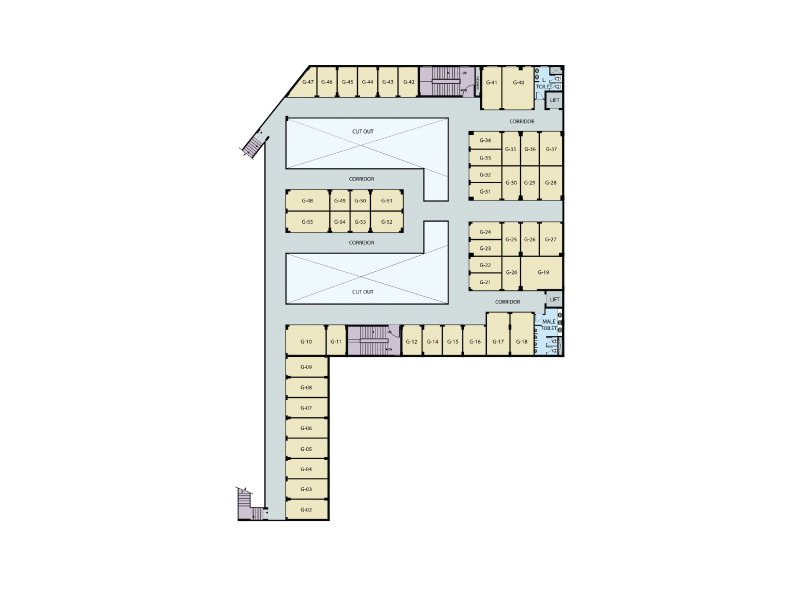 G-47 G-46 G-45 G-44 G-43 G-42 UP G-41 G-40 L. TOILET
LIFT
CORRIDOR
CUT OUT
G-34 G-35 G-36 G-37
G-33
CORRIDOR
G-32 G-30 G-29 G-28
G-31
G-48 G-49 G-50 G-51
G-55 G-54 G-53 G-52
G-24 G-25 G-26 G-27
CORRIDOR
G-23
G-22 G-20 G-19
G-21
CUT OUT
CORRIDOR
LIFT
MALE
TOILET
G-10 G-11 UP G-12 G-14 G-15 G-16 G-17 G-18
G-09
G-08
G-07
G-06
G-05
G-04
G-03
G-02